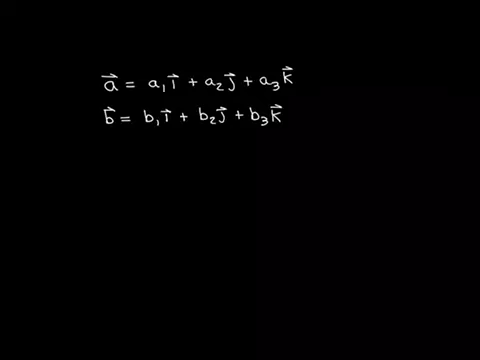 a⃗ = a₁i⃗ + a₂j⃗ + a₃k⃗
b⃗ = b₁i⃗ + b₂j⃗ + b₃k⃗